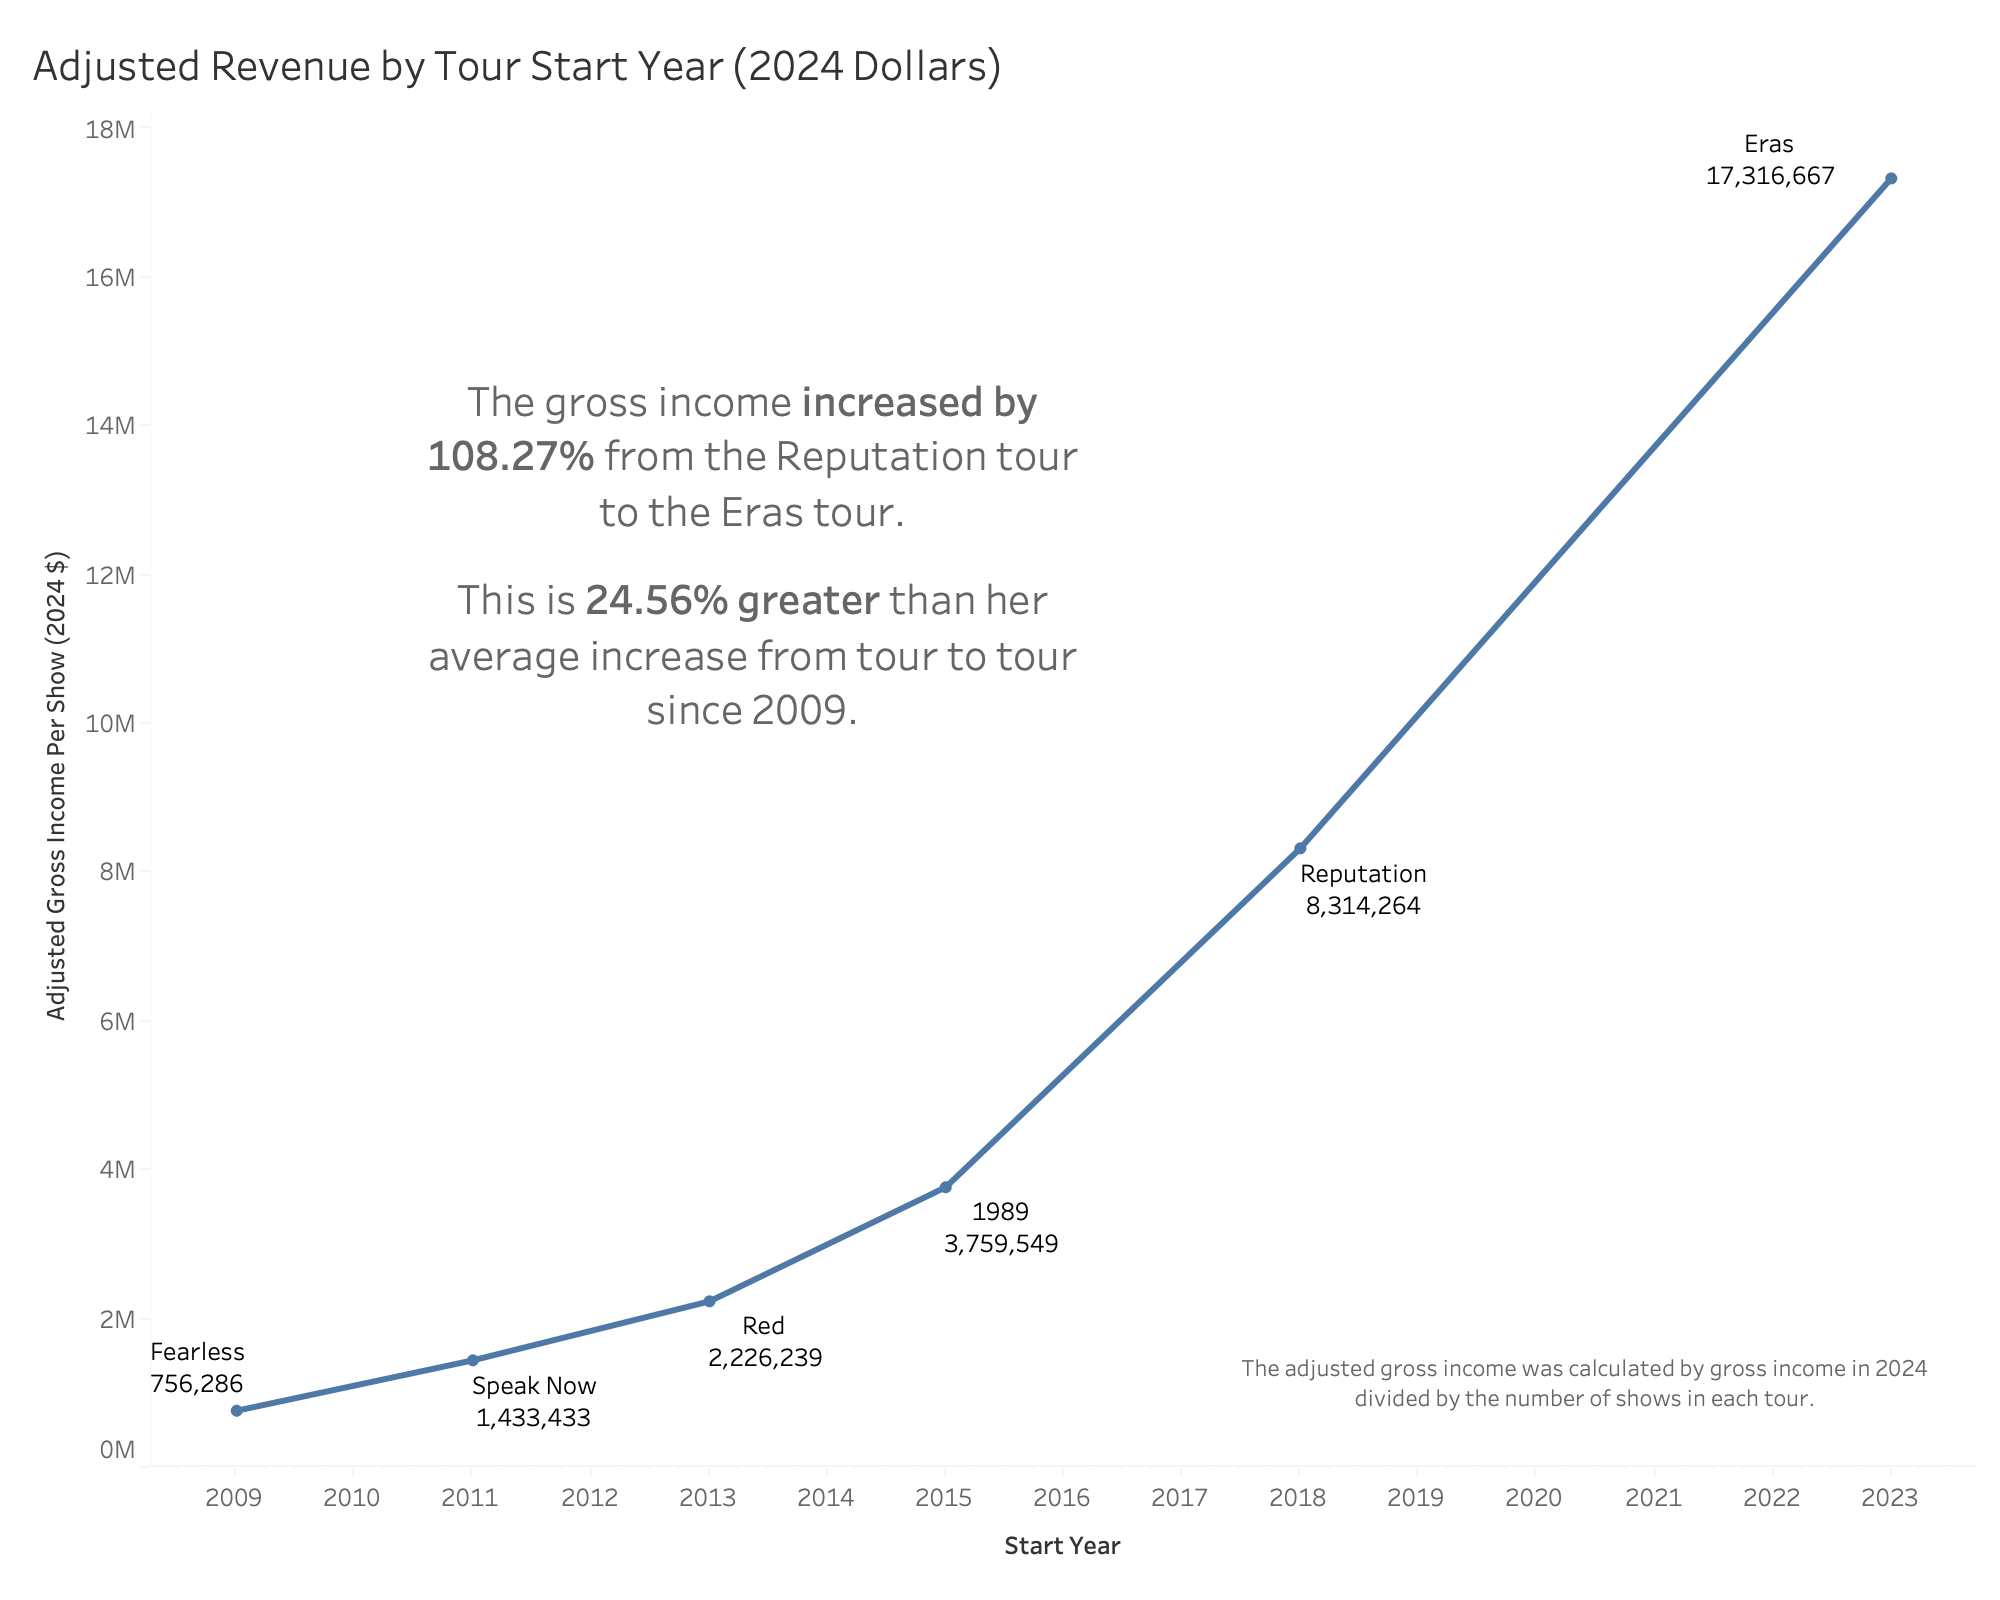 Adjusted Revenue by Tour Start Year (2024 Dollars)
18M
16M
14M
12M
10M
8M
6M
4M
2M
0M
Adjusted Gross Income Per Show (2024 $)
Eras
17,316,667
The gross income increased by
108.27% from the Reputation tour
to the Eras tour.
This is 24.56% greater than her
average increase from tour to tour
since 2009.
Reputation
8,314,264
1989
3,759,549
Red
2,226,239
Fearless
756,286
Speak Now
1,433,433
The adjusted gross income was calculated by gross income in 2024
divided by the number of shows in each tour.
2009 2010 2011 2012 2013 2014 2015 2016 2017 2018 2019 2020 2021 2022 2023
Start Year